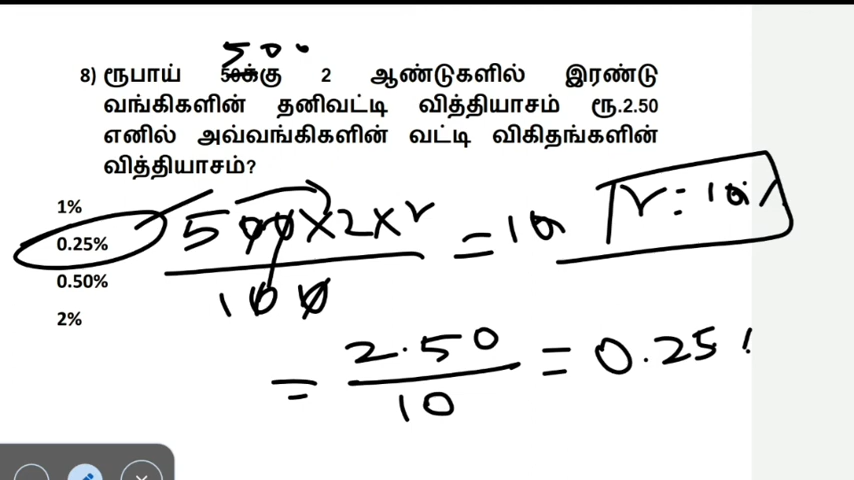 500
8) ரூபாய் 50க்கு 2 ஆண்டுகளில் இரண்டு
வங்கிகளின் தனிவட்டி வித்தியாசம் ரூ.2.50
எனில் அவ்வங்கிகளின் வட்டி விகிதங்களின்
வித்தியாசம்?
1%
0.25%
0.50%
2%
500×2×r
100
= 10
r = 10%
= 2.50
10
= 0.25